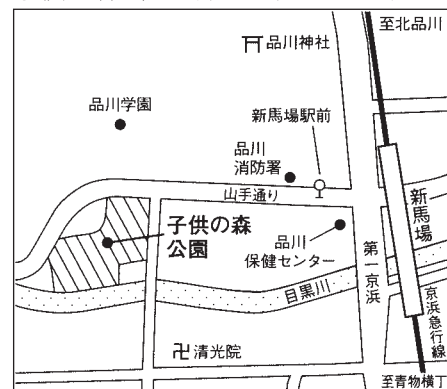 至北品川
品川神社
品川学園
新馬場駅前
品川
消防署
山手通り
子供の森
公園
品川
保健センター
第一京浜
新馬場
目黒川
京浜急行線
卍清光院
至青物横丁